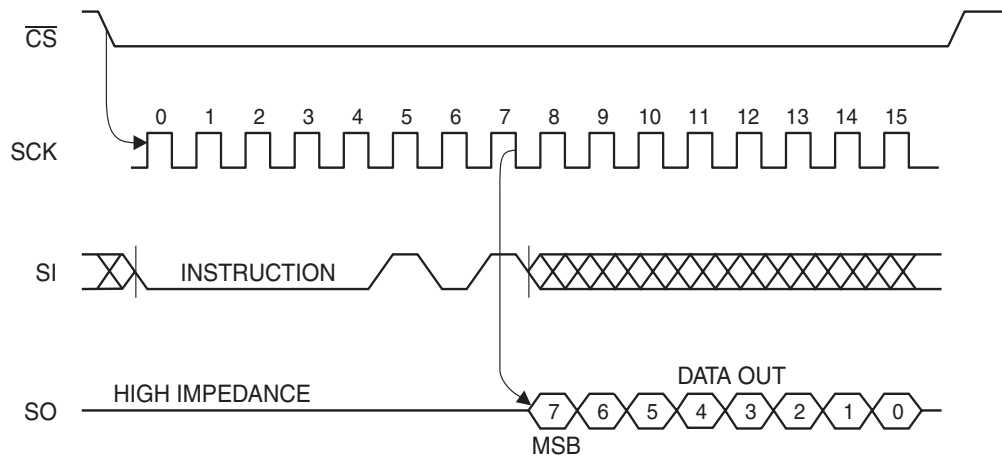 CS
0 1 2 3 4 5 6 7 8 9 10 11 12 13 14 15
SCK
SI INSTRUCTION
HIGH IMPEDANCE DATA OUT
SO 7 6 5 4 3 2 1 0
MSB